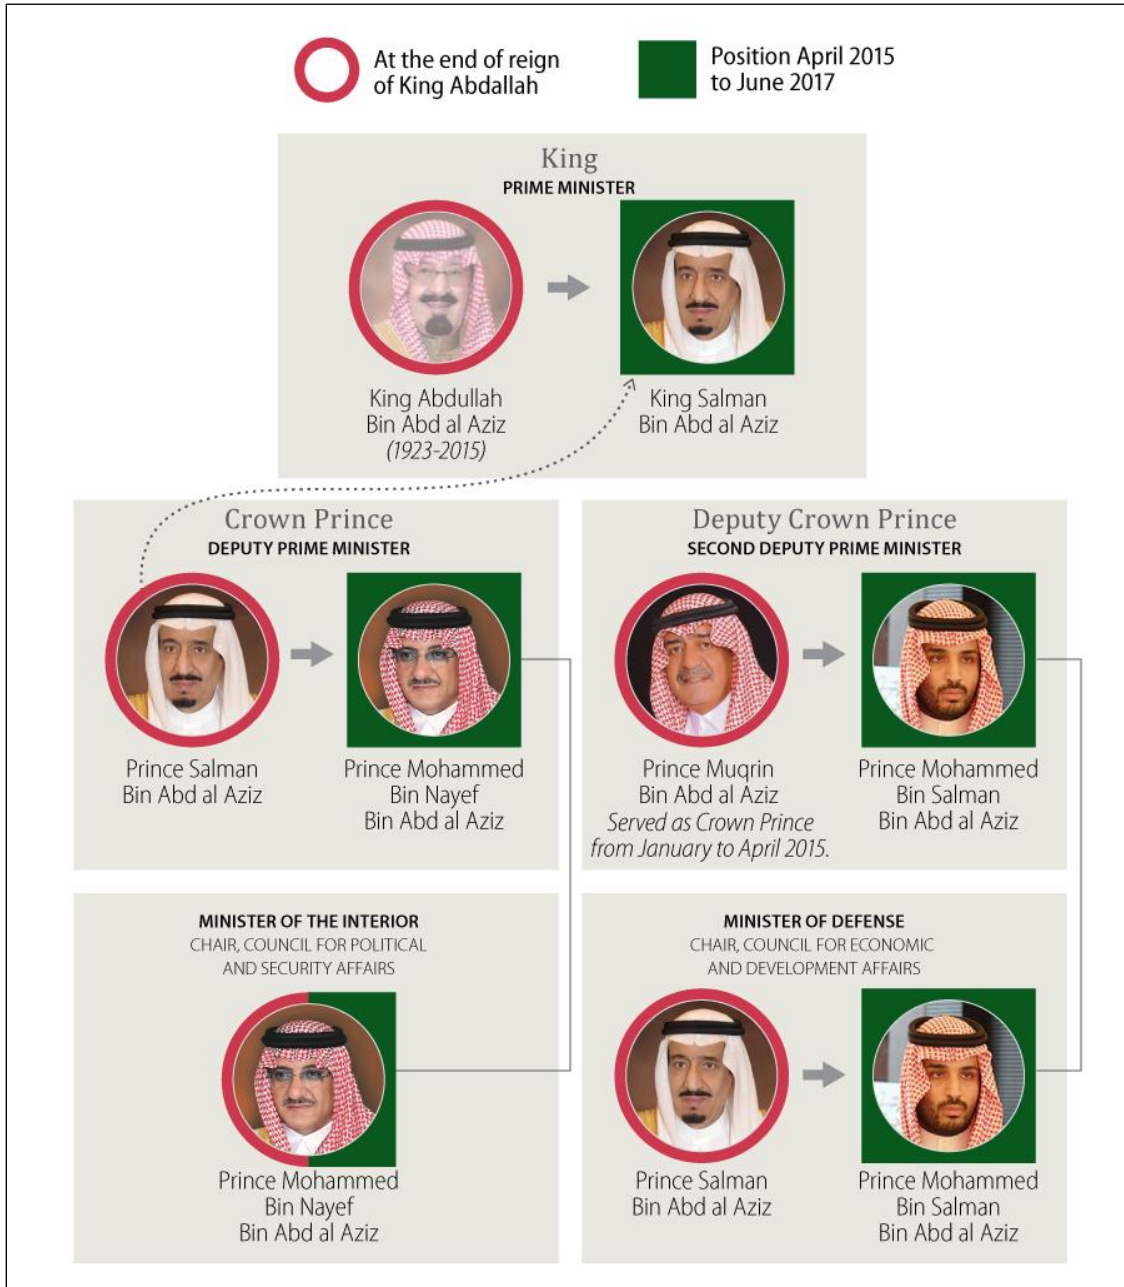 At the end of reign
of King Abdallah
Position April 2015
to June 2017
King
PRIME MINISTER
King Abdullah
Bin Abd al Aziz
(1923-2015)
King Salman
Bin Abd al Aziz
Crown Prince
DEPUTY PRIME MINISTER
Prince Salman
Bin Abd al Aziz
Prince Mohammed
Bin Nayef
Bin Abd al Aziz
Deputy Crown Prince
SECOND DEPUTY PRIME MINISTER
Prince Muqrin
Bin Abd al Aziz
Served as Crown Prince
from January to April 2015.
Prince Mohammed
Bin Salman
Bin Abd al Aziz
MINISTER OF THE INTERIOR
CHAIR, COUNCIL FOR POLITICAL
AND SECURITY AFFAIRS
Prince Mohammed
Bin Nayef
Bin Abd al Aziz
MINISTER OF DEFENSE
CHAIR, COUNCIL FOR ECONOMIC
AND DEVELOPMENT AFFAIRS
Prince Salman
Bin Abd al Aziz
Prince Mohammed
Bin Salman
Bin Abd al Aziz